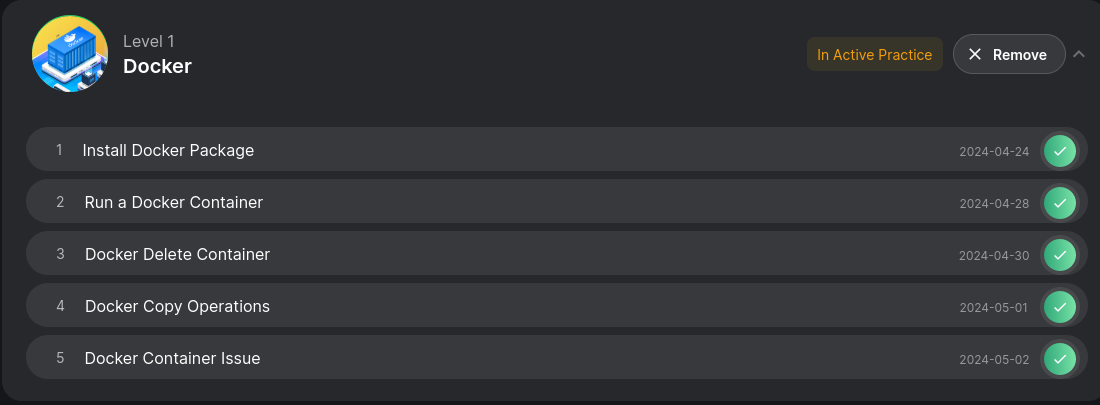 Level 1
Docker
In Active Practice
Remove
1 Install Docker Package 2024-04-24
2 Run a Docker Container 2024-04-28
3 Docker Delete Container 2024-04-30
4 Docker Copy Operations 2024-05-01
5 Docker Container Issue 2024-05-02